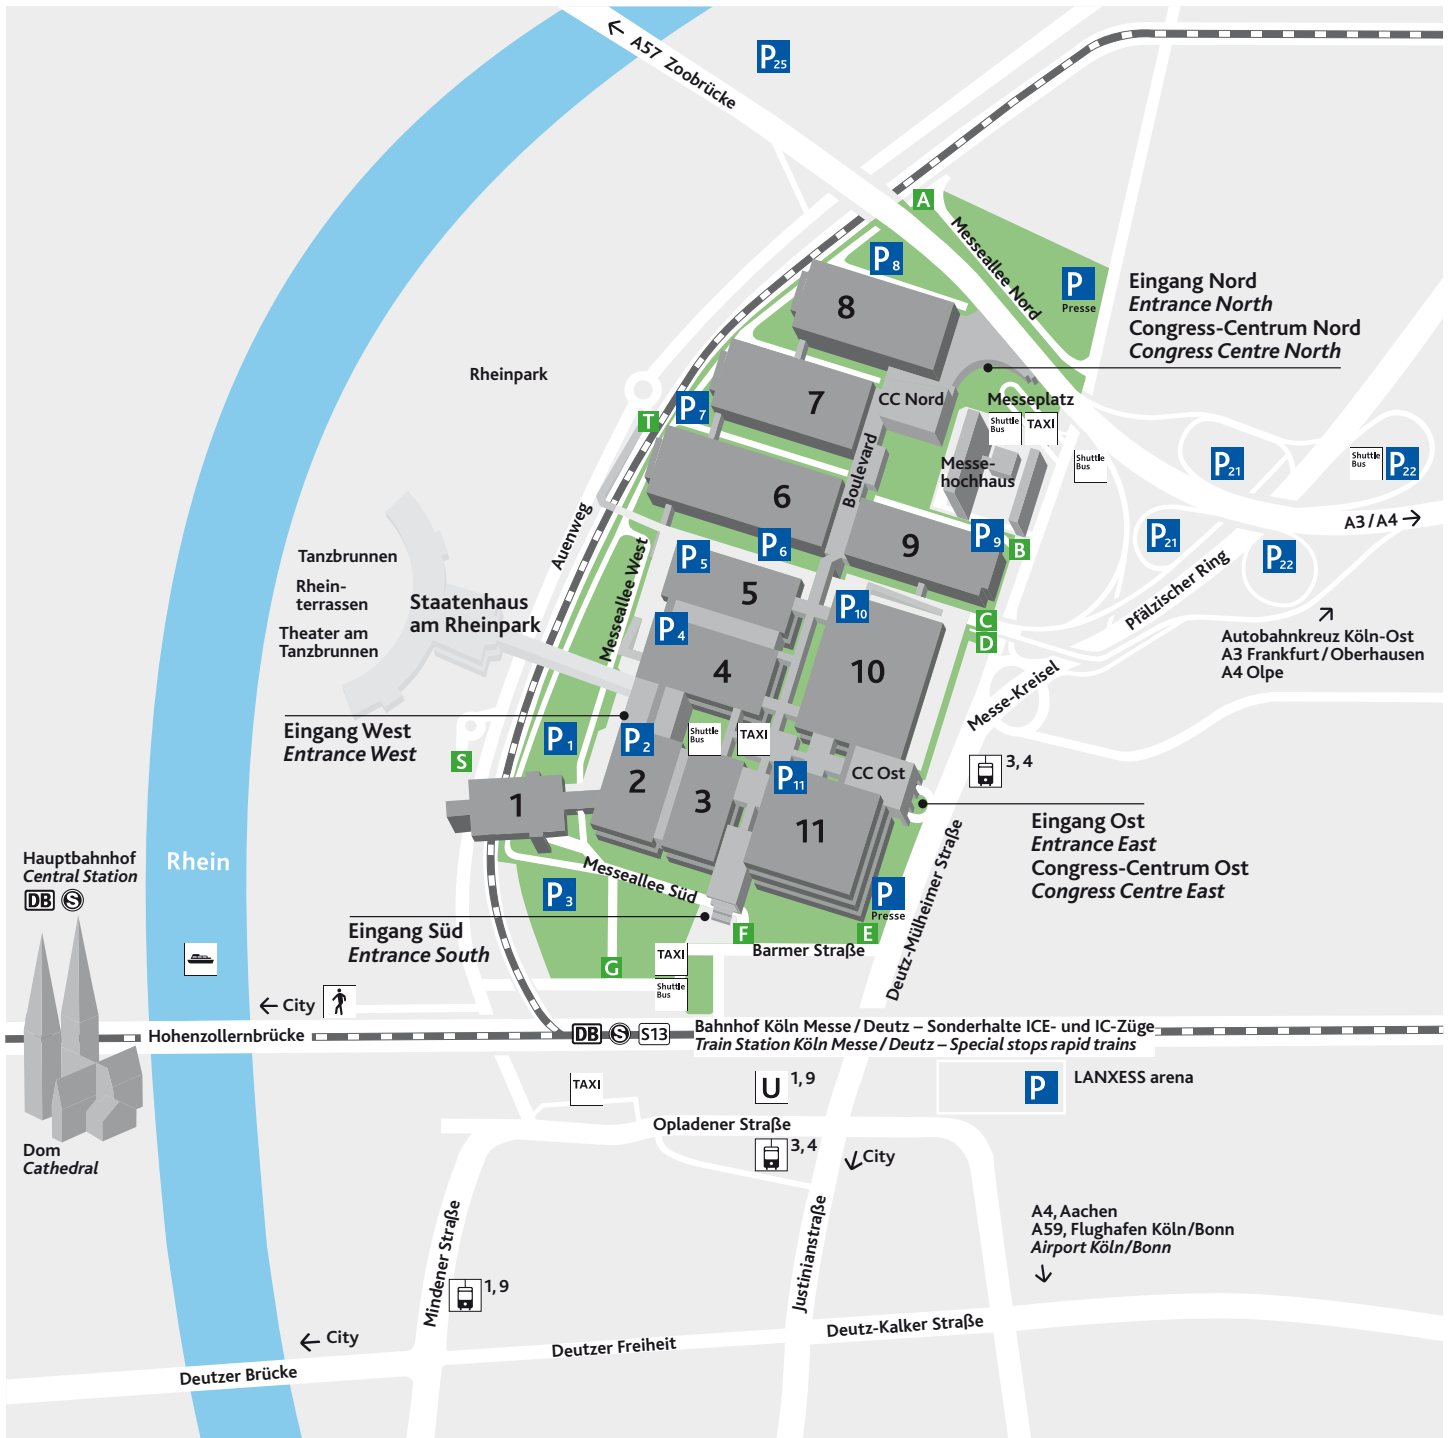 A57 Zoobrücke
P25
A
Messeallee Nord
P8
P
Presse
Eingang Nord
Entrance North
Congress-Centrum Nord
Congress Centre North
8
Rheinpark
7
CC Nord
Messeplatz
P7
T
Shuttle
Bus
TAXI
Boulevard
Messe-
hochhaus
Shuttle
Bus
P21
Shuttle
Bus
P22
6
Auenweg
A3/A4
P9
B
9
P6
P5
P21
P22
Messeallee West
Tanzbrunnen
Rhein-
terrassen
Theater am
Tanzbrunnen
Staatenhaus
am Rheinpark
5
P10
P4
C
D
Pfälzischer Ring
Autobahnkreuz Köln-Ost
A3 Frankfurt/Oberhausen
A4 Olpe
4
10
Messe-Kreisel
Eingang West
Entrance West
P1
P2
Shuttle
Bus
TAXI
S
3, 4
CC Ost
P11
1
2
3
11
Eingang Ost
Entrance East
Congress-Centrum Ost
Congress Centre East
Hauptbahnhof
Central Station
DB S
Rhein
Messeallee Süd
P3
P
Presse
Deutz-Mülheimer Straße
Eingang Süd
Entrance South
F
E
Barmer Straße
G
TAXI
Shuttle
Bus
City
Hohenzollernbrücke
DB S S13
Bahnhof Köln Messe/Deutz – Sonderhalte ICE- und IC-Züge
Train Station Köln Messe/Deutz – Special stops rapid trains
TAXI
U 1, 9
P
LANXESS arena
Opladener Straße
3, 4
City
Dom
Cathedral
A4, Aachen
A59, Flughafen Köln/Bonn
Airport Köln/Bonn
Mindener Straße
Justinianstraße
1, 9
City
Deutz-Kalker Straße
Deutzer Freiheit
Deutzer Brücke